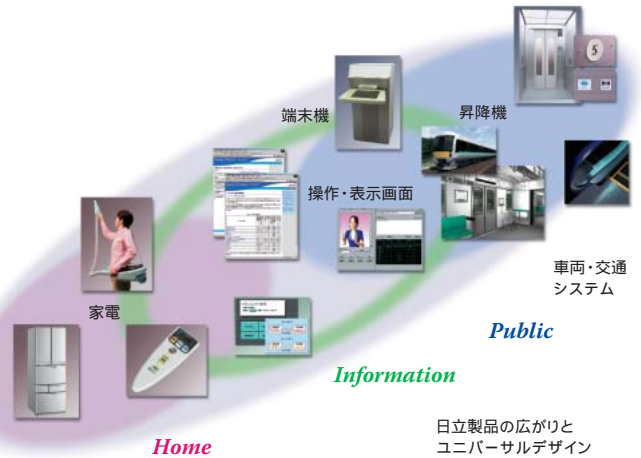 5
端末機
昇降機
操作・表示画面
車両・交通
システム
家電
Public
Information
Home
日立製品の広がりと
ユニバーサルデザイン